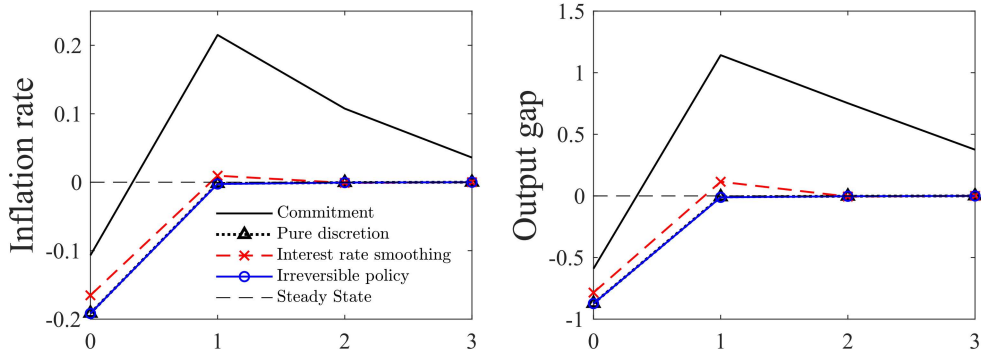 Inflation rate
0.2
0.1
0
-0.1
-0.2
0 1 2 3
Commitment
Pure discretion
Interest rate smoothing
Irreversible policy
Steady State
Output gap
1.5
1
0.5
0
-0.5
-1
0 1 2 3